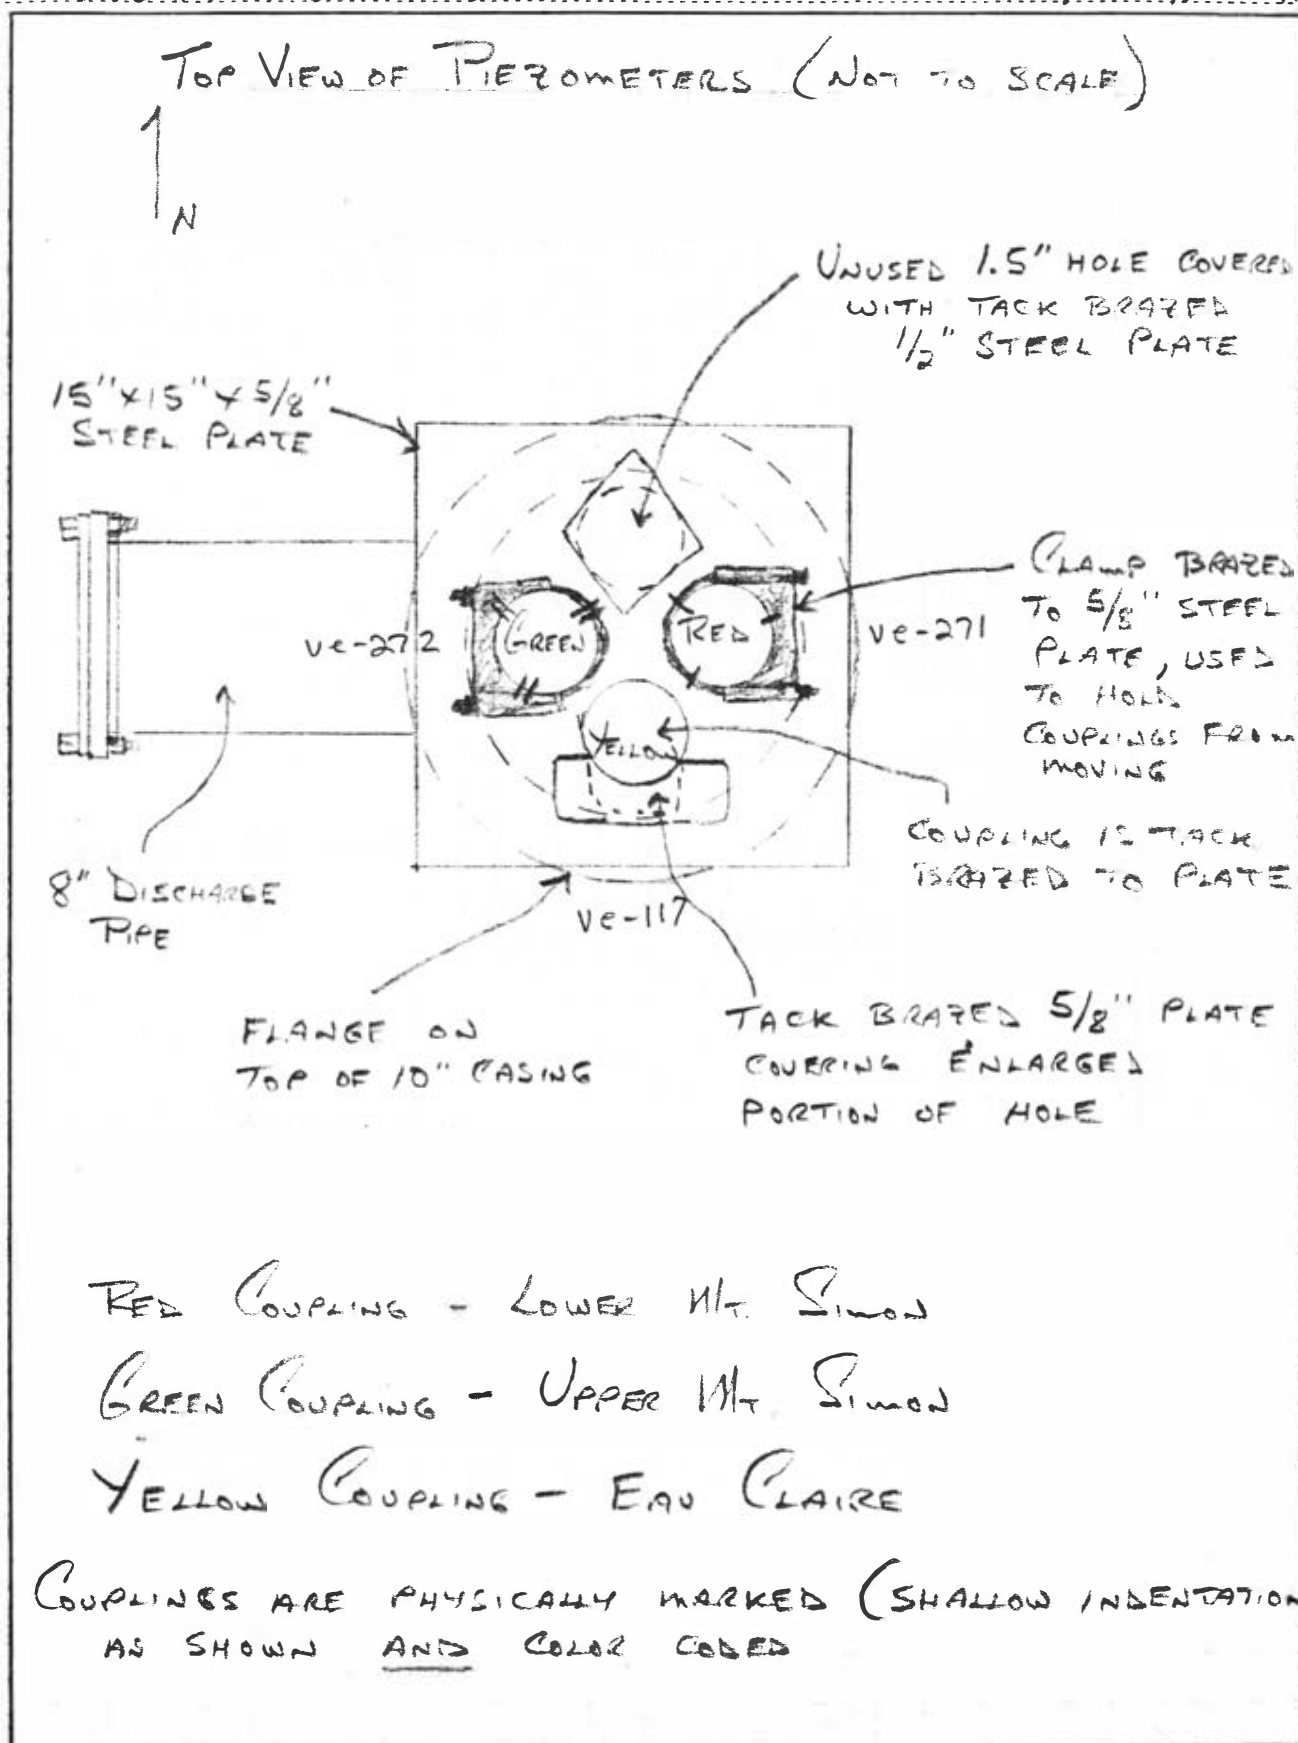 TOP VIEW OF PIEZOMETERS (NOT TO SCALE)
N
UNUSED 1.5" HOLE COVERED
WITH TACK BRAZED
1/2" STEEL PLATE
15" x 15" x 5/8"
STEEL PLATE
CLAMP BRAZED
TO 5/8" STEEL
PLATE, USED
TO HOLD
COUPLINGS FROM
MOVING
ve-272
GREEN
RED
ve-271
YELLOW
COUPLING IS TACK
BRAZED TO PLATE
8" DISCHARGE
PIPE
ve-117
FLANGE ON
TOP OF 10" CASING
TACK BRAZED 5/8" PLATE
COVERING ENLARGED
PORTION OF HOLE
RED COUPLING - LOWER MT. SIMON
GREEN COUPLING - UPPER MT SIMON
YELLOW COUPLING - EAU CLAIRE
COUPLINGS ARE PHYSICALLY MARKED (SHALLOW INDENTATION
AS SHOWN AND COLOR CODED